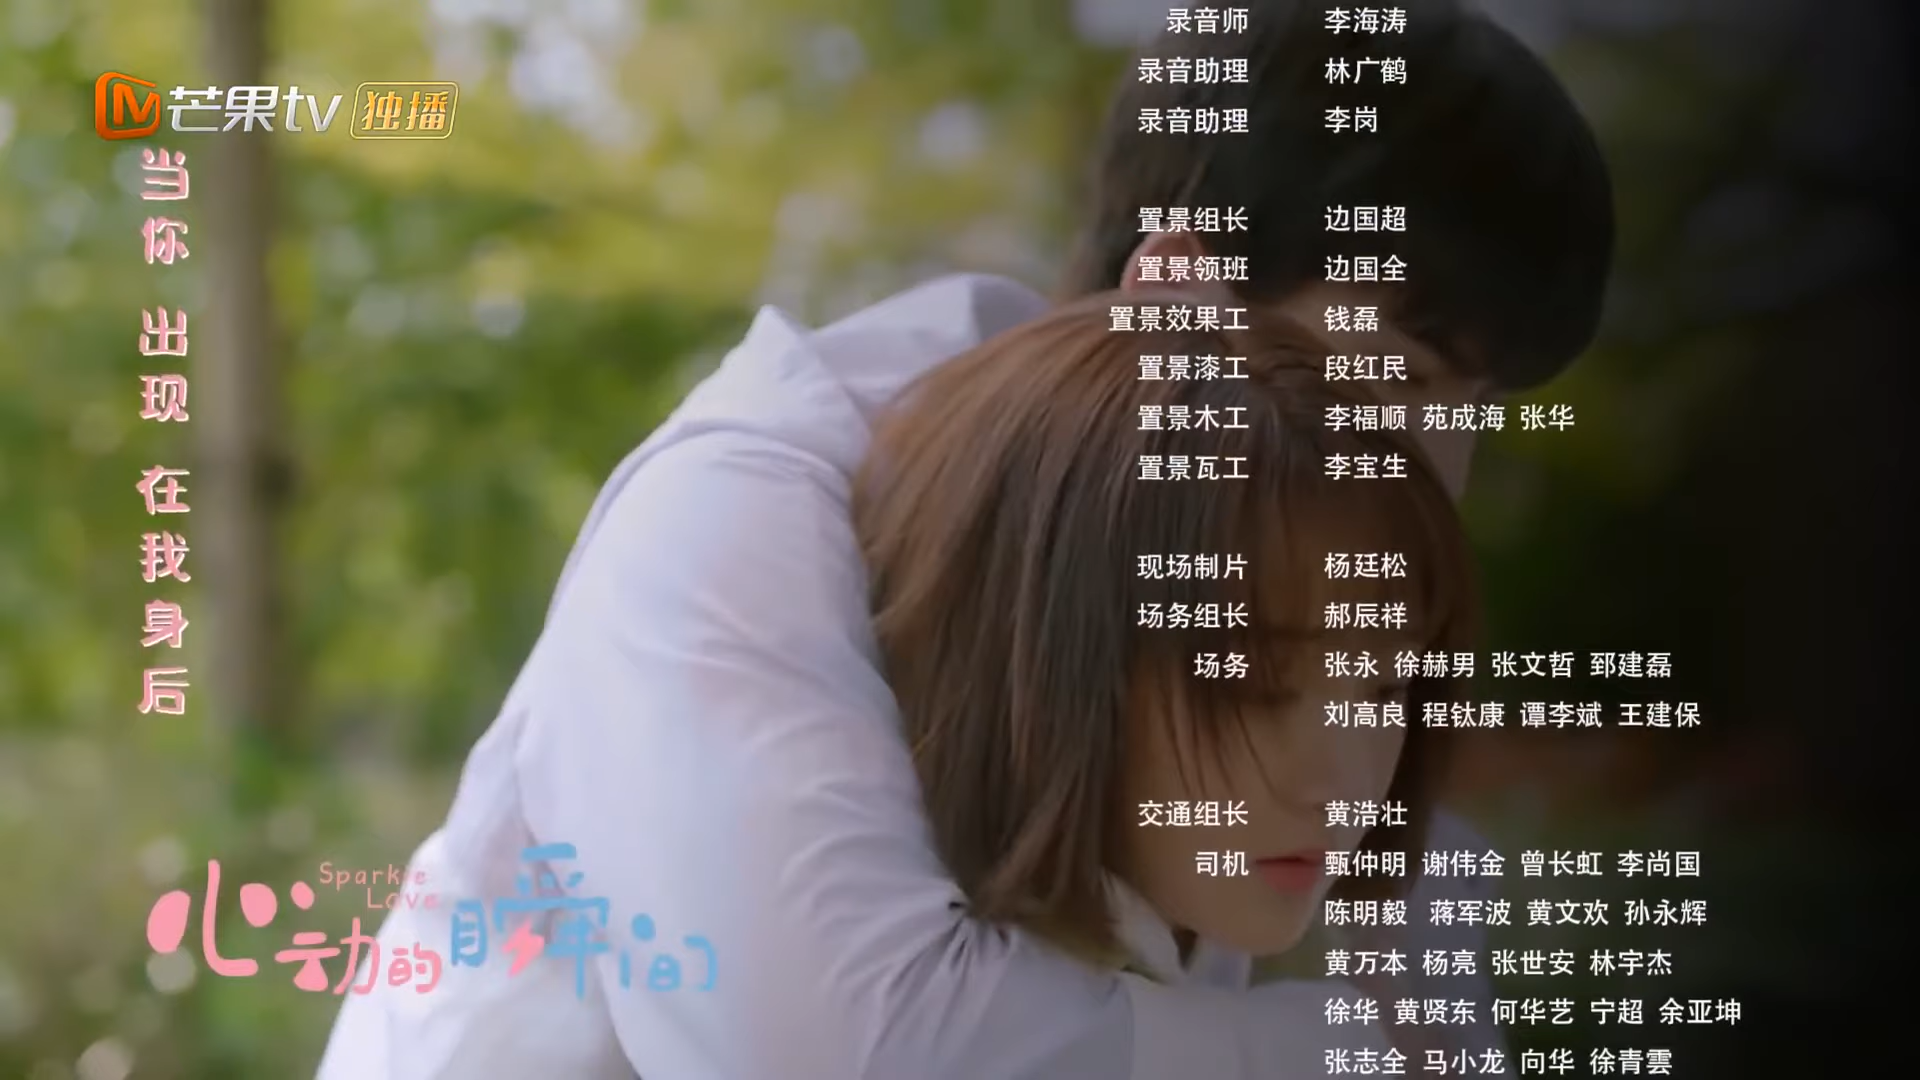 芒果tv 独播
当你 出现 在我身后
Sparkle
Love
心动的瞬间
录音师 李海涛
录音助理 林广鹤
录音助理 李岗
置景组长 边国超
置景领班 边国全
置景效果工 钱磊
置景漆工 段红民
置景木工 李福顺 苑成海 张华
置景瓦工 李宝生
现场制片 杨廷松
场务组长 郝辰祥
场务 张永 徐赫男 张文哲 郅建磊
刘高良 程钛康 谭李斌 王建保
交通组长 黄浩壮
司机 甄仲明 谢伟金 曾长虹 李尚国
陈明毅 蒋军波 黄文欢 孙永辉
黄万本 杨亮 张世安 林宇杰
徐华 黄贤东 何华艺 宁超 余亚坤
张志全 马小龙 向华 徐青雲